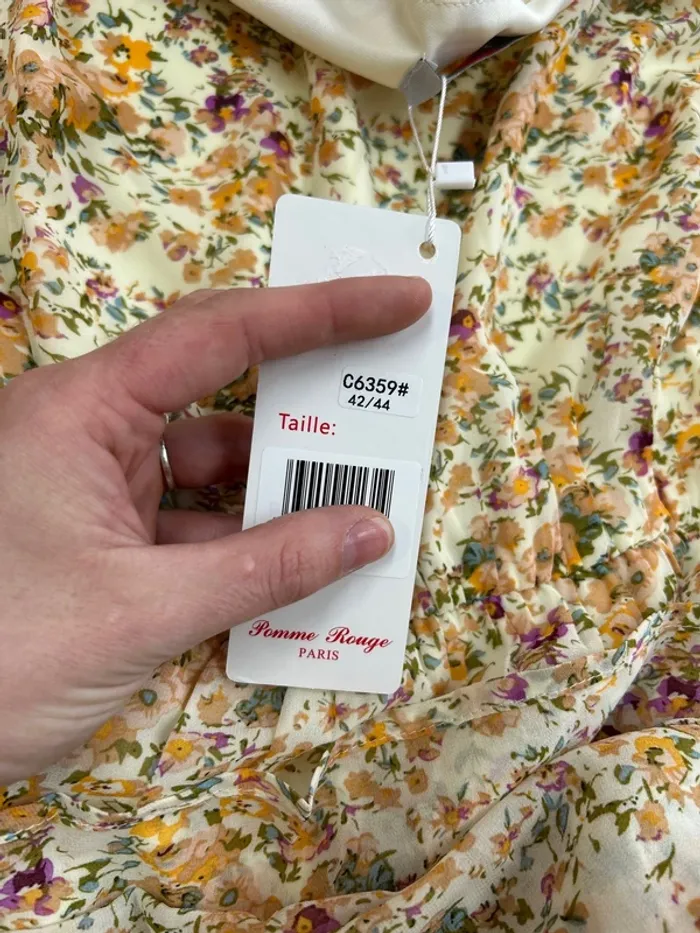 C6359#
42/44
Taille:
Pomme Rouge
PARIS